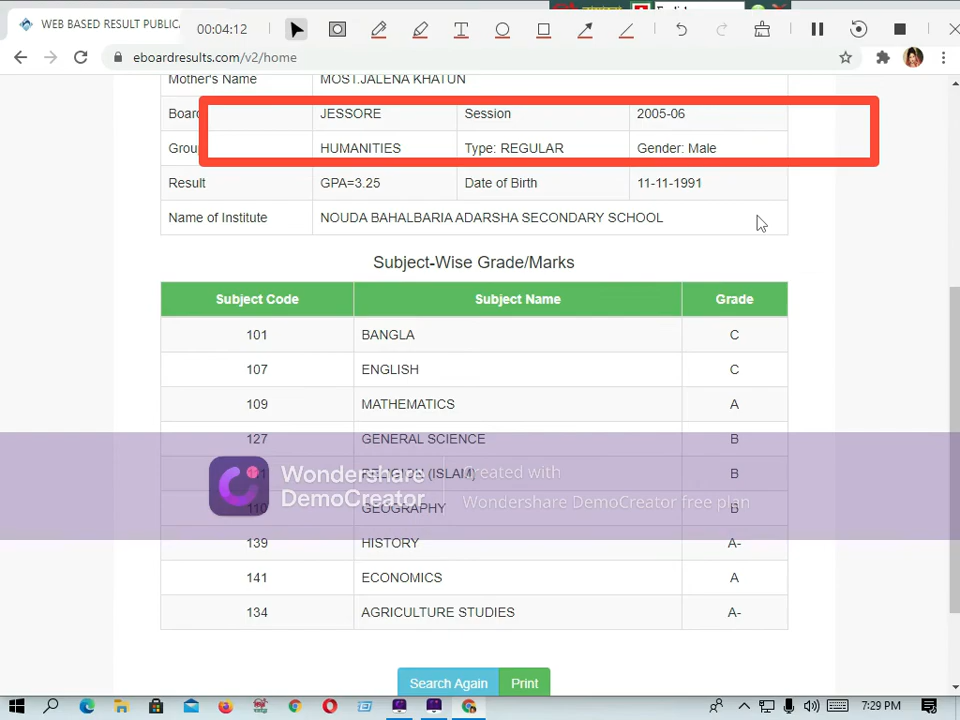 WEB BASED RESULT PUBLICA
00:04:12
eboardresults.com/v2/home
Mother's Name MOST.JALENA KHATUN
Board JESSORE Session 2005-06
Group HUMANITIES Type: REGULAR Gender: Male
Result GPA=3.25 Date of Birth 11-11-1991
Name of Institute NOUDA BAHALBARIA ADARSHA SECONDARY SCHOOL
Subject-Wise Grade/Marks
Subject Code Subject Name Grade
101 BANGLA C
107 ENGLISH C
109 MATHEMATICS A
127 GENERAL SCIENCE B
RELIGION (ISLAM) B
110 GEOGRAPHY B
139 HISTORY A-
141 ECONOMICS A
134 AGRICULTURE STUDIES A-
Wondershare
DemoCreator
Created with
Wondershare DemoCreator free plan
Search Again Print
7:29 PM